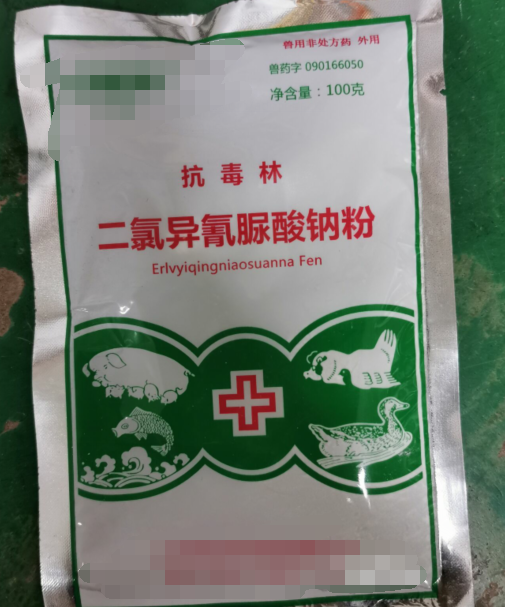 兽用非处方药 外用
兽药字 090166050
净含量：100克
抗毒林
二氯异氰脲酸钠粉
Erlvyiqingniaosuanna Fen